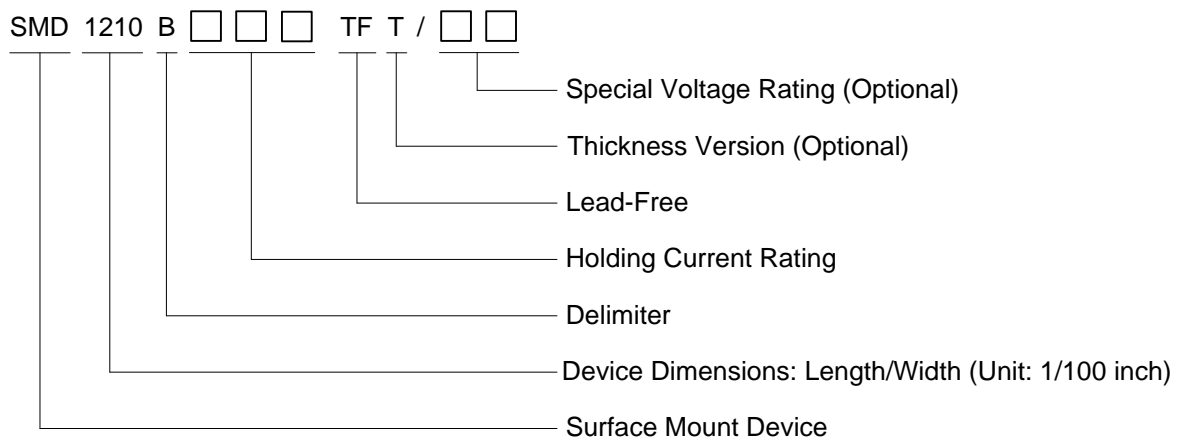 SMD 1210 B □ □ □ TF T / □ □
Special Voltage Rating (Optional)
Thickness Version (Optional)
Lead-Free
Holding Current Rating
Delimiter
Device Dimensions: Length/Width (Unit: 1/100 inch)
Surface Mount Device